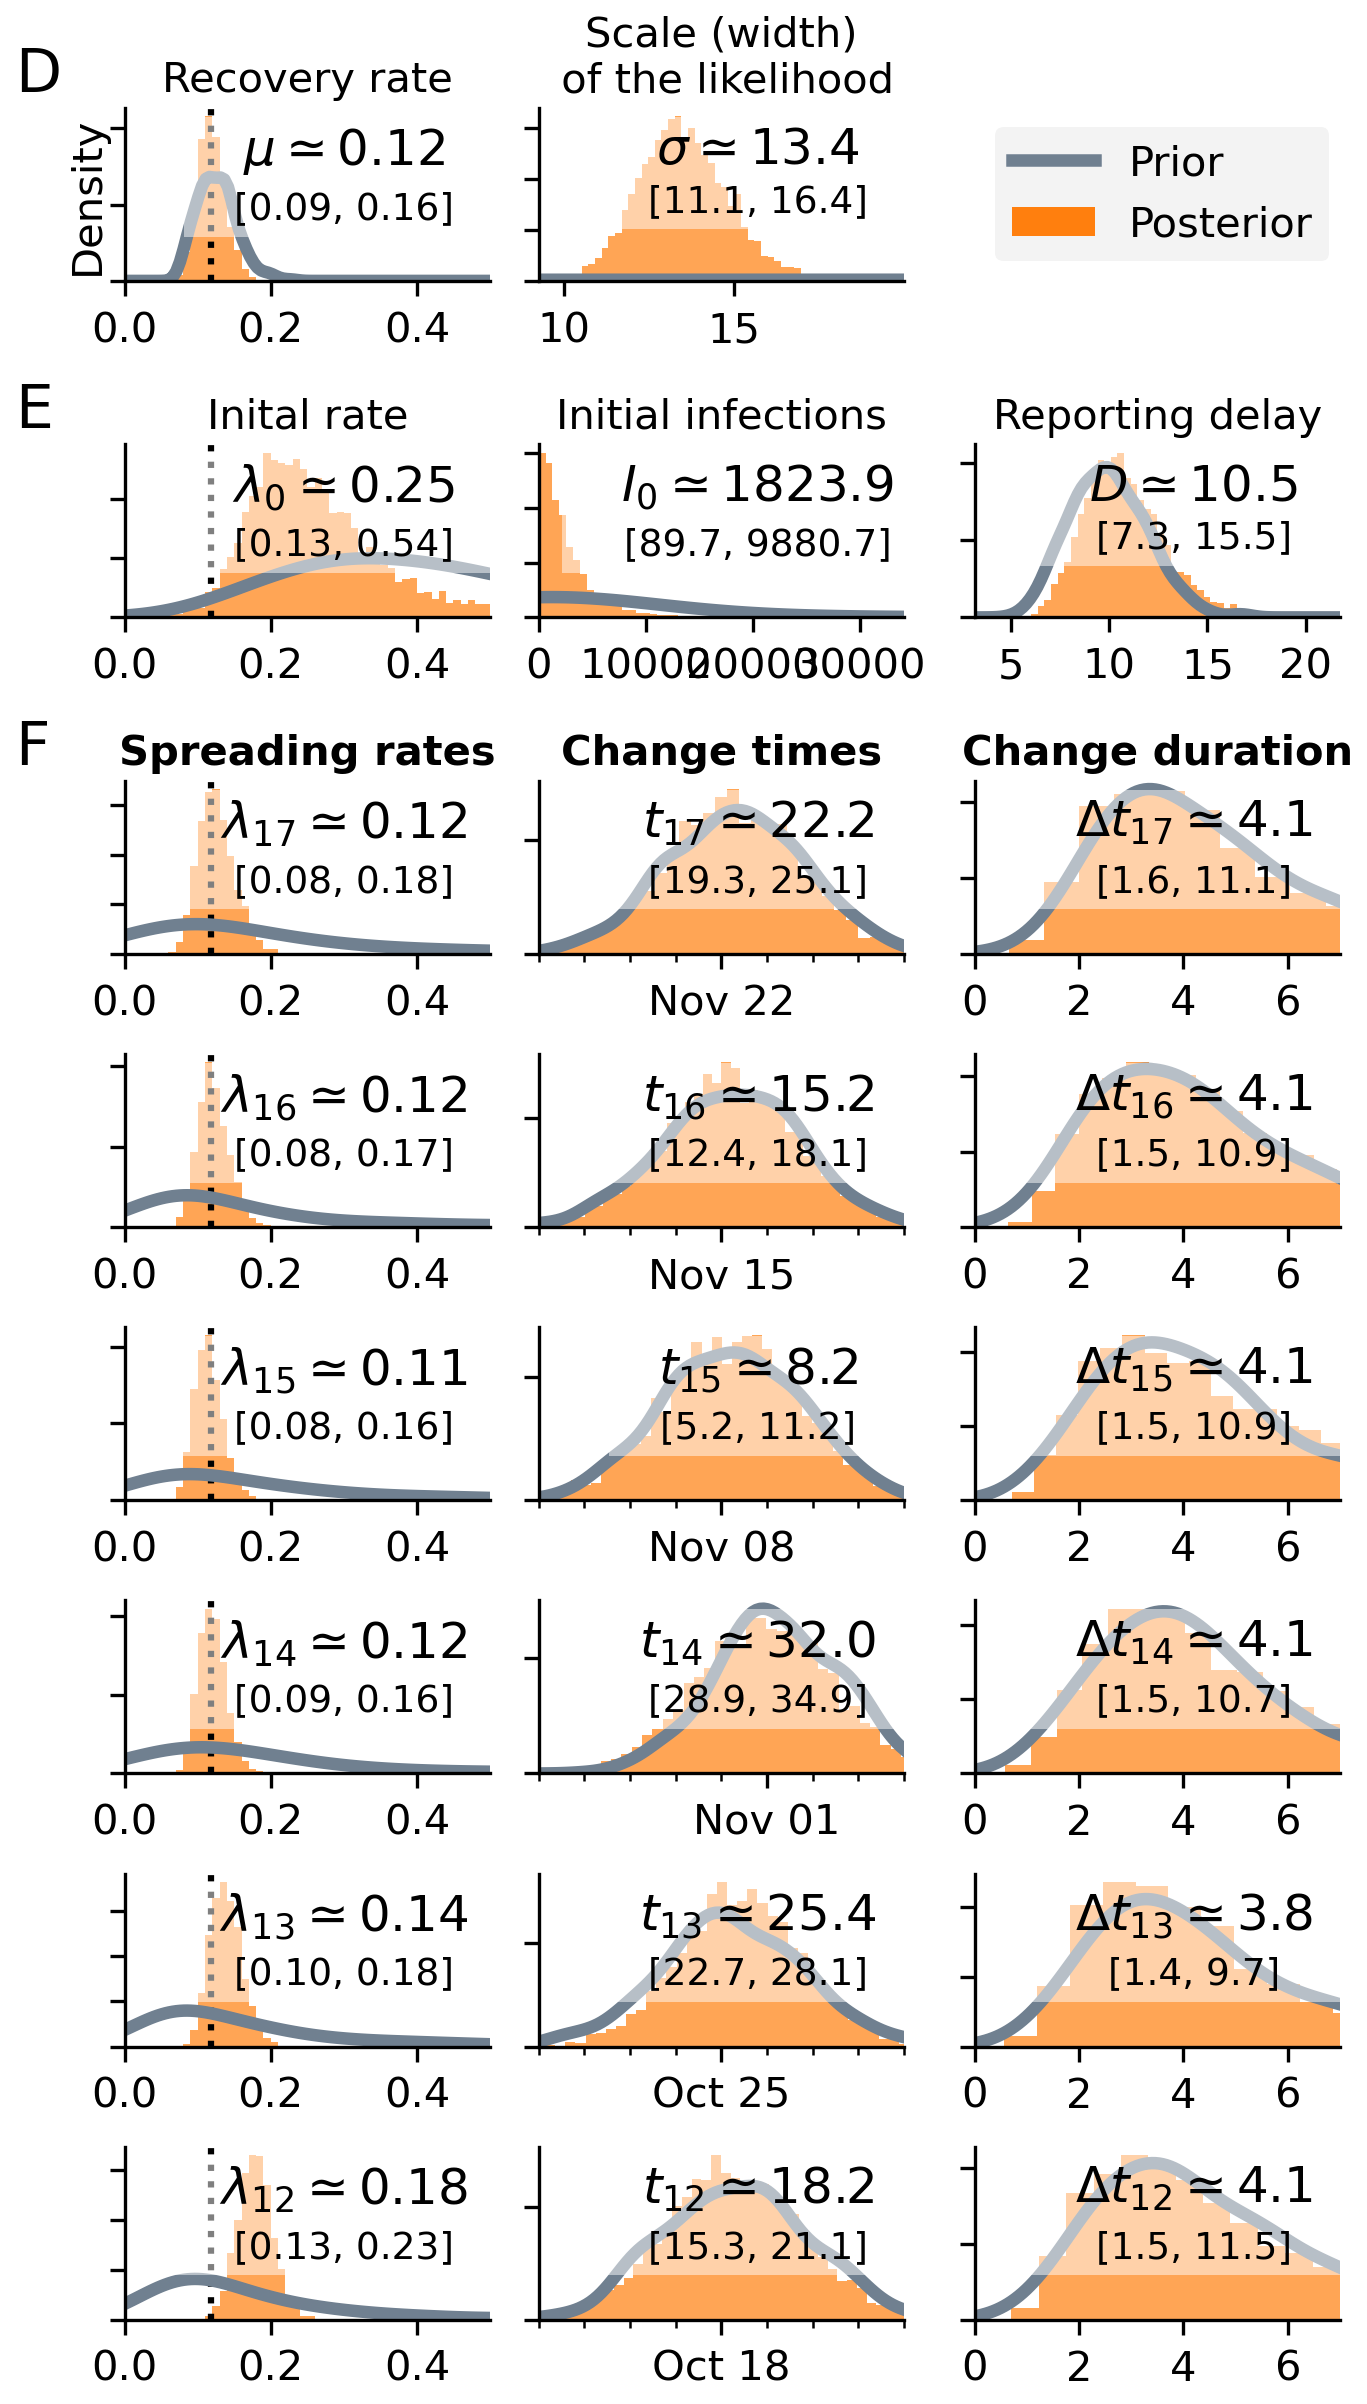 D
Recovery rate
Scale (width)
of the likelihood
Density
μ ≃ 0.12
[0.09, 0.16]
0.0 0.2 0.4
σ ≃ 13.4
[11.1, 16.4]
10 15
Prior
Posterior
E
Inital rate
λ0 ≃ 0.25
[0.13, 0.54]
0.0 0.2 0.4
Initial infections
I0 ≃ 1823.9
[89.7, 9880.7]
0 10000 20000 30000
Reporting delay
D ≃ 10.5
[7.3, 15.5]
5 10 15 20
F
Spreading rates
Change times
Change duration
λ17 ≃ 0.12
[0.08, 0.18]
0.0 0.2 0.4
t17 ≃ 22.2
[19.3, 25.1]
Nov 22
Δt17 ≃ 4.1
[1.6, 11.1]
0 2 4 6
λ16 ≃ 0.12
[0.08, 0.17]
0.0 0.2 0.4
t16 ≃ 15.2
[12.4, 18.1]
Nov 15
Δt16 ≃ 4.1
[1.5, 10.9]
0 2 4 6
λ15 ≃ 0.11
[0.08, 0.16]
0.0 0.2 0.4
t15 ≃ 8.2
[5.2, 11.2]
Nov 08
Δt15 ≃ 4.1
[1.5, 10.9]
0 2 4 6
λ14 ≃ 0.12
[0.09, 0.16]
0.0 0.2 0.4
t14 ≃ 32.0
[28.9, 34.9]
Nov 01
Δt14 ≃ 4.1
[1.5, 10.7]
0 2 4 6
λ13 ≃ 0.14
[0.10, 0.18]
0.0 0.2 0.4
t13 ≃ 25.4
[22.7, 28.1]
Oct 25
Δt13 ≃ 3.8
[1.4, 9.7]
0 2 4 6
λ12 ≃ 0.18
[0.13, 0.23]
0.0 0.2 0.4
t12 ≃ 18.2
[15.3, 21.1]
Oct 18
Δt12 ≃ 4.1
[1.5, 11.5]
0 2 4 6